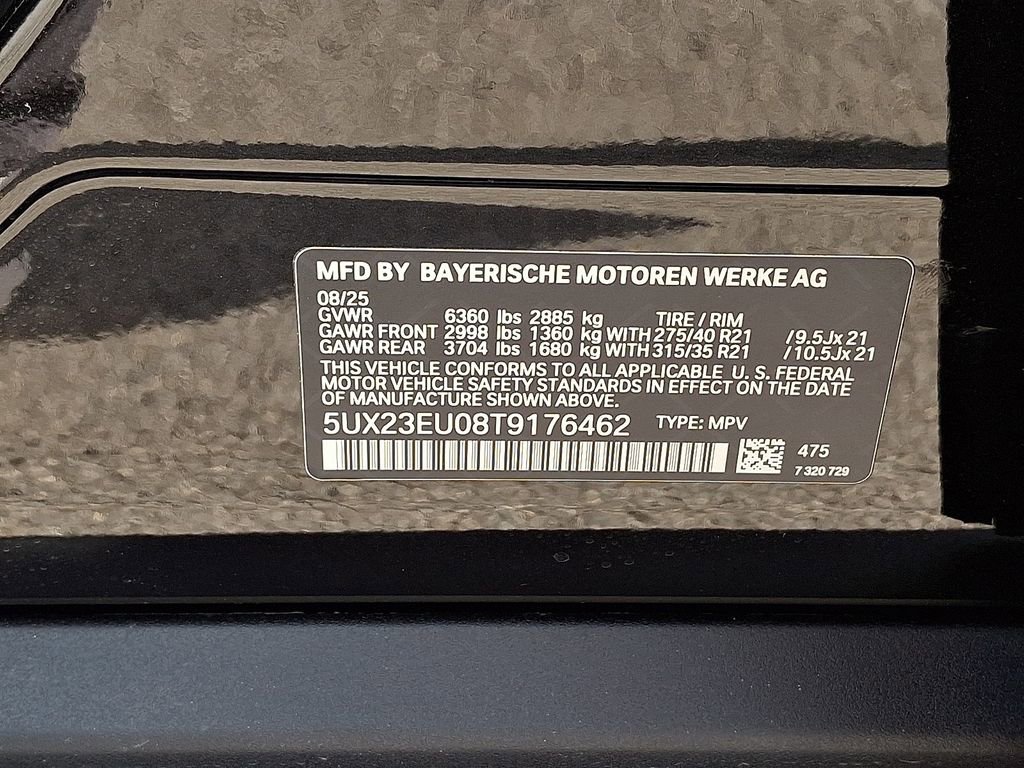 MFD BY BAYERISCHE MOTOREN WERKE AG
08/25
GVWR 6360 lbs 2885 kg TIRE / RIM
GAWR FRONT 2998 lbs 1360 kg WITH 275/40 R21 /9.5Jx 21
GAWR REAR 3704 lbs 1680 kg WITH 315/35 R21 /10.5Jx 21
THIS VEHICLE CONFORMS TO ALL APPLICABLE U. S. FEDERAL
MOTOR VEHICLE SAFETY STANDARDS IN EFFECT ON THE DATE
OF MANUFACTURE SHOWN ABOVE.
5UX23EU08T9176462 TYPE: MPV
475
7 320 729